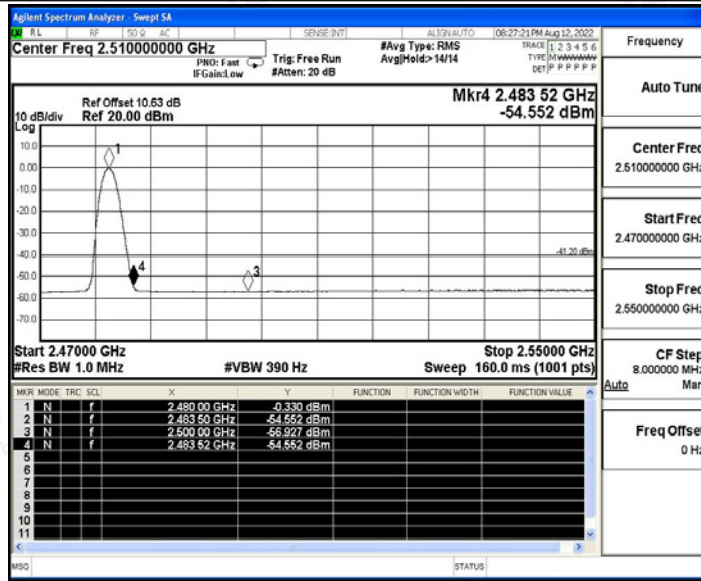 Agilent Spectrum Analyzer - Swept SA
RL RF 50 Ω AC SENSE:INT ALIGNAUTO 08:27:21 PM Aug 12, 2022
Center Freq 2.510000000 GHz
PNO: Fast
IFGain:Low
Trig: Free Run
#Atten: 20 dB
#Avg Type: RMS
Avg|Hold:>14/14
TRACE 1 2 3 4 5 6
TYPE MWWWWW
DET P P P P P P
Mkr4 2.483 52 GHz
-54.552 dBm
Ref Offset 10.63 dB
10 dB/div Ref 20.00 dBm
Log
10.0
0.00
-10.0
-20.0
-30.0
-40.0
-50.0
-60.0
-70.0
1
4
3
-41.20 dBm
Start 2.47000 GHz Stop 2.55000 GHz
#Res BW 1.0 MHz #VBW 390 Hz Sweep 160.0 ms (1001 pts)
MKR MODE TRC SCL X Y FUNCTION FUNCTION WIDTH FUNCTION VALUE
1 N f 2.480 00 GHz -0.330 dBm
2 N f 2.483 50 GHz -54.552 dBm
3 N f 2.500 00 GHz -56.927 dBm
4 N f 2.483 52 GHz -54.552 dBm
5
6
7
8
9
10
11
MSG STATUS
Frequency
Auto Tune
Center Freq
2.510000000 GHz
Start Freq
2.470000000 GHz
Stop Freq
2.550000000 GHz
CF Step
8.000000 MHz
Auto Man
Freq Offset
0 Hz